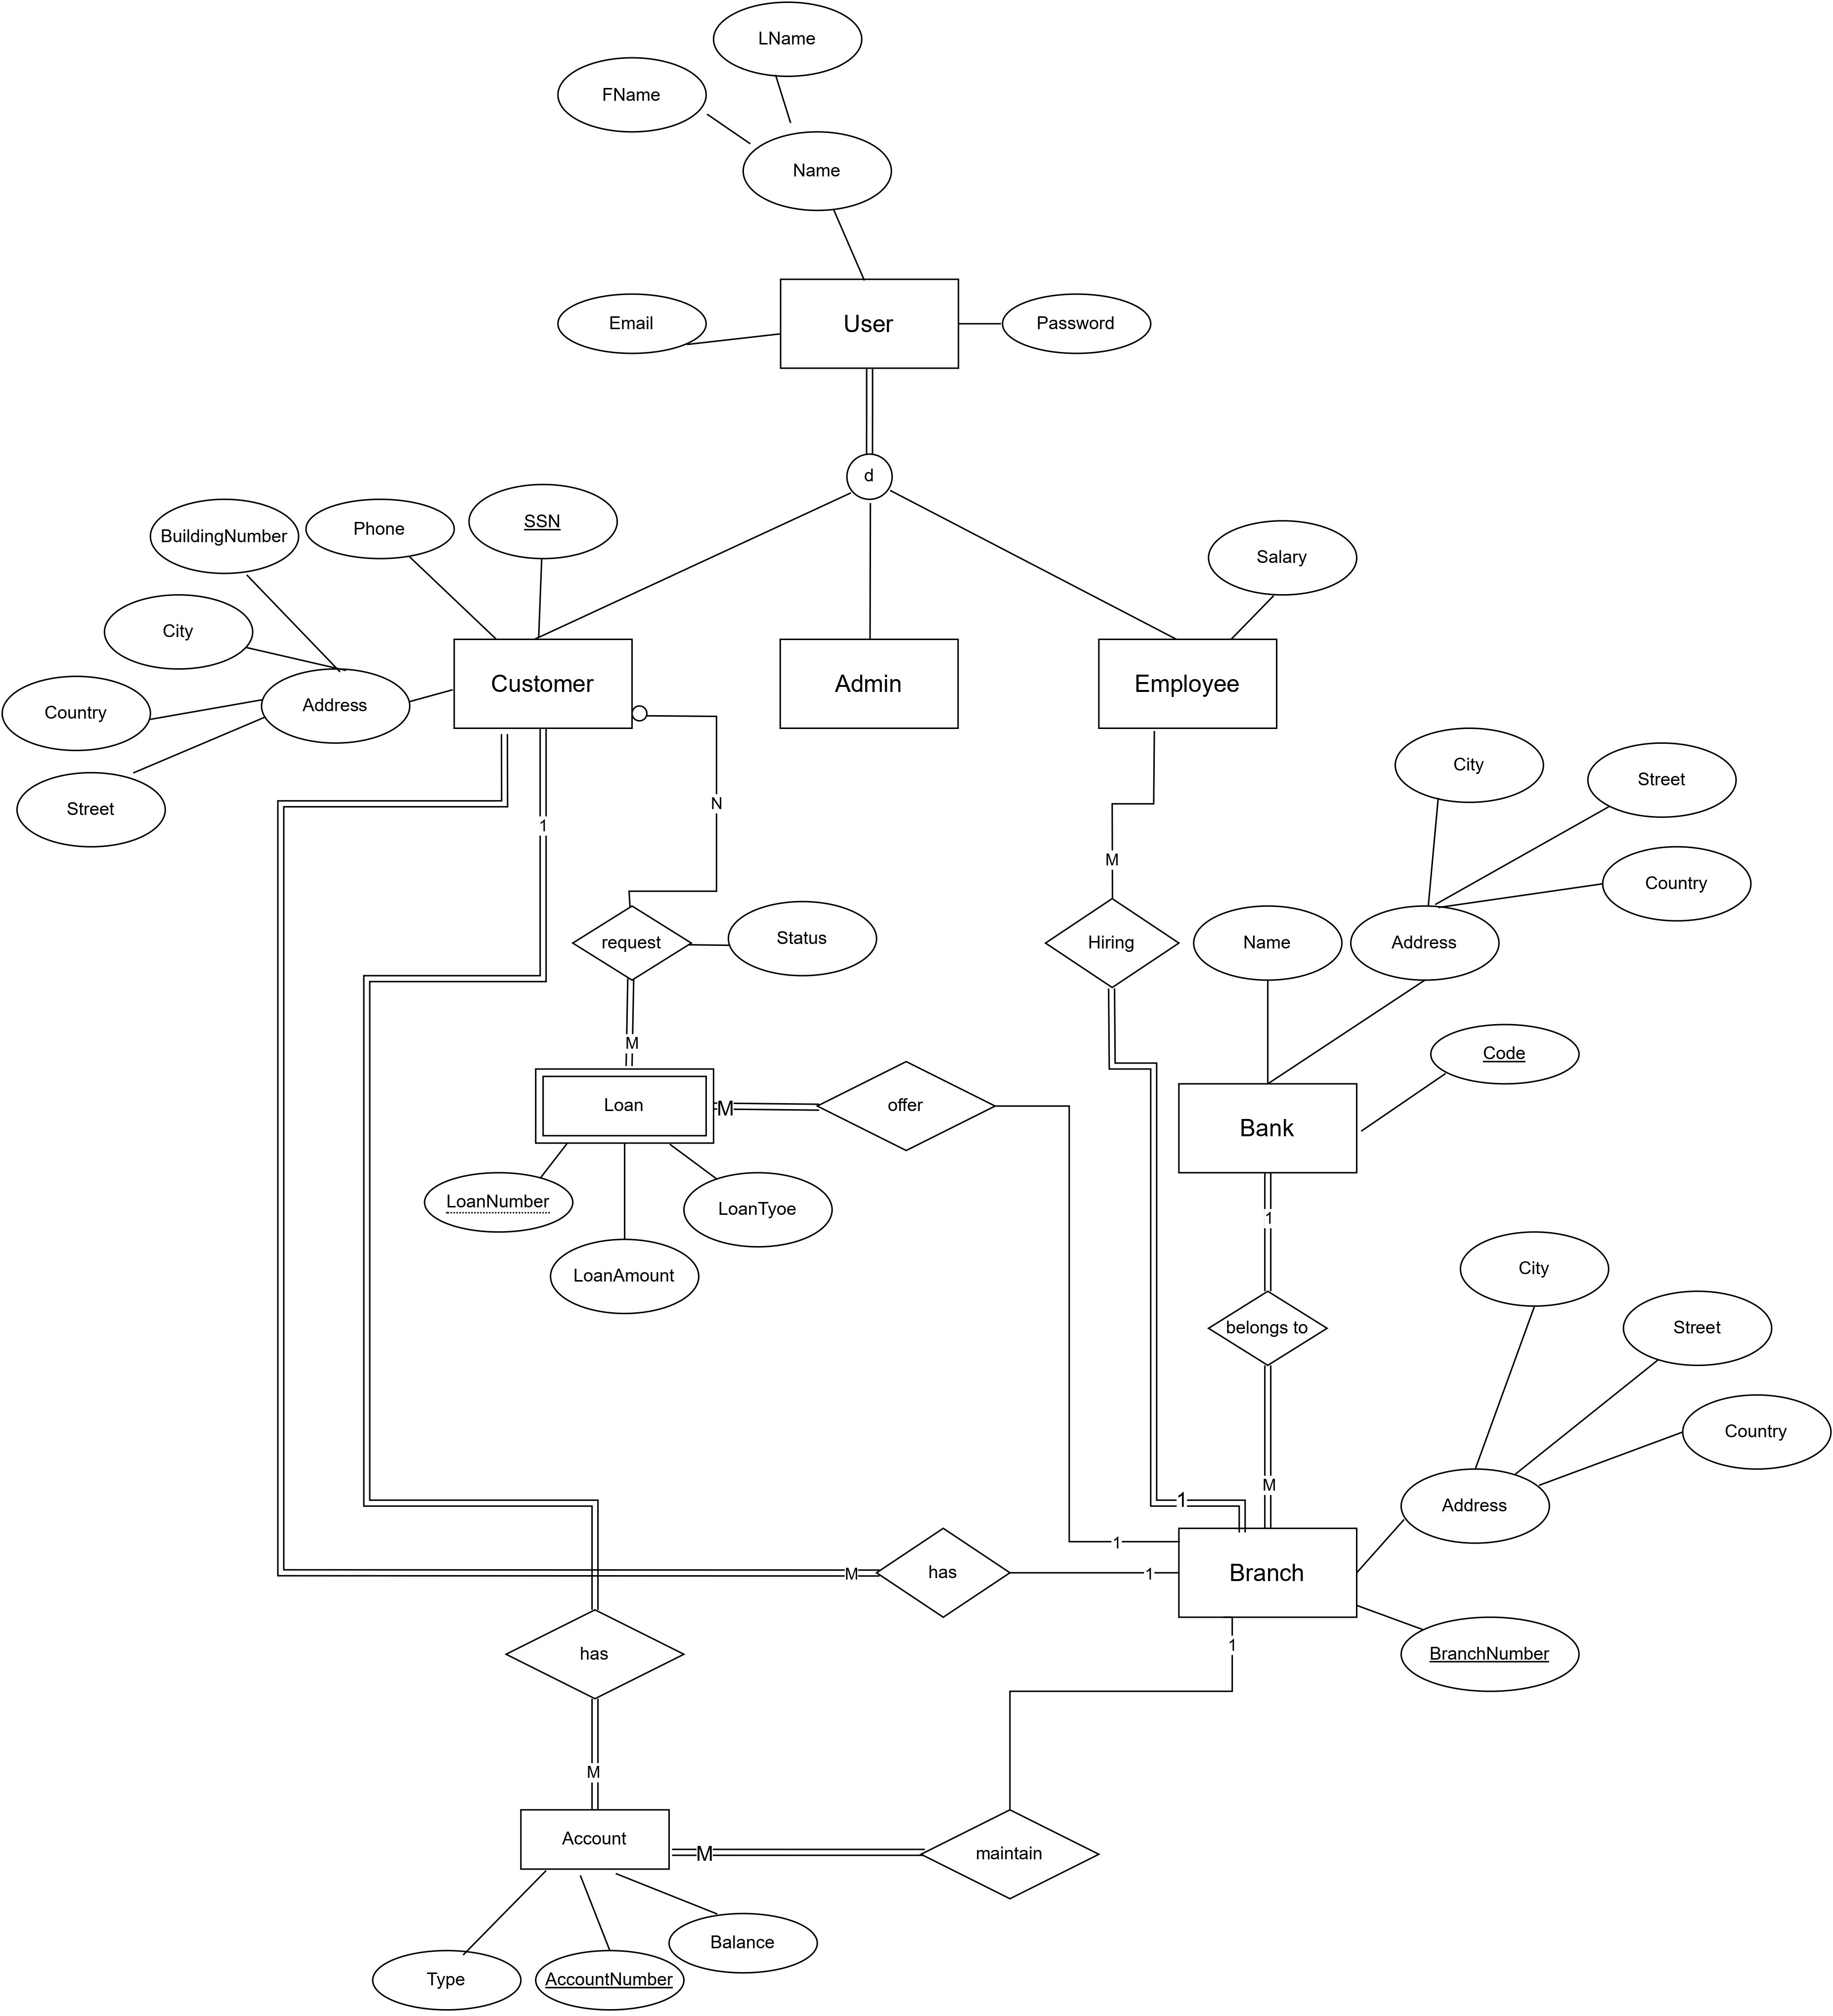 LName
FName
Name
Email
User
Password
d
BuildingNumber
Phone
SSN
Salary
City
Customer
Admin
Employee
Country
Address
Street
City
Street
N
1
M
Country
request
Status
Hiring
Name
Address
M
Code
Loan
M
offer
Bank
LoanNumber
LoanTyoe
1
LoanAmount
City
belongs to
Street
Country
M
1
Address
1
M
has
1
Branch
has
1
BranchNumber
M
Account
M
maintain
Balance
Type
AccountNumber